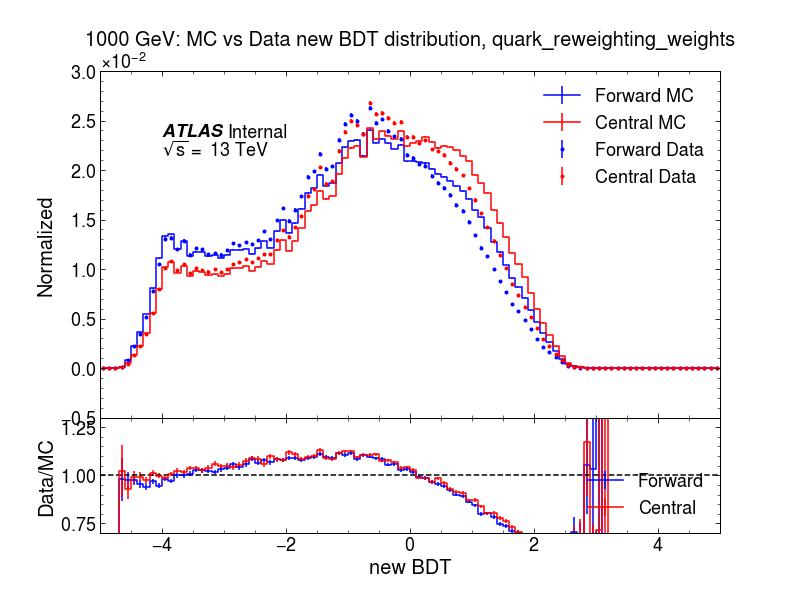 1000 GeV: MC vs Data new BDT distribution, quark_reweighting_weights
×10⁻²
3.0
2.5
2.0
1.5
1.0
0.5
0.0
−0.5
Normalized
ATLAS Internal
√s = 13 TeV
Forward MC
Central MC
Forward Data
Central Data
1.25
1.00
0.75
Data/MC
Forward
Central
−4 −2 0 2 4
new BDT